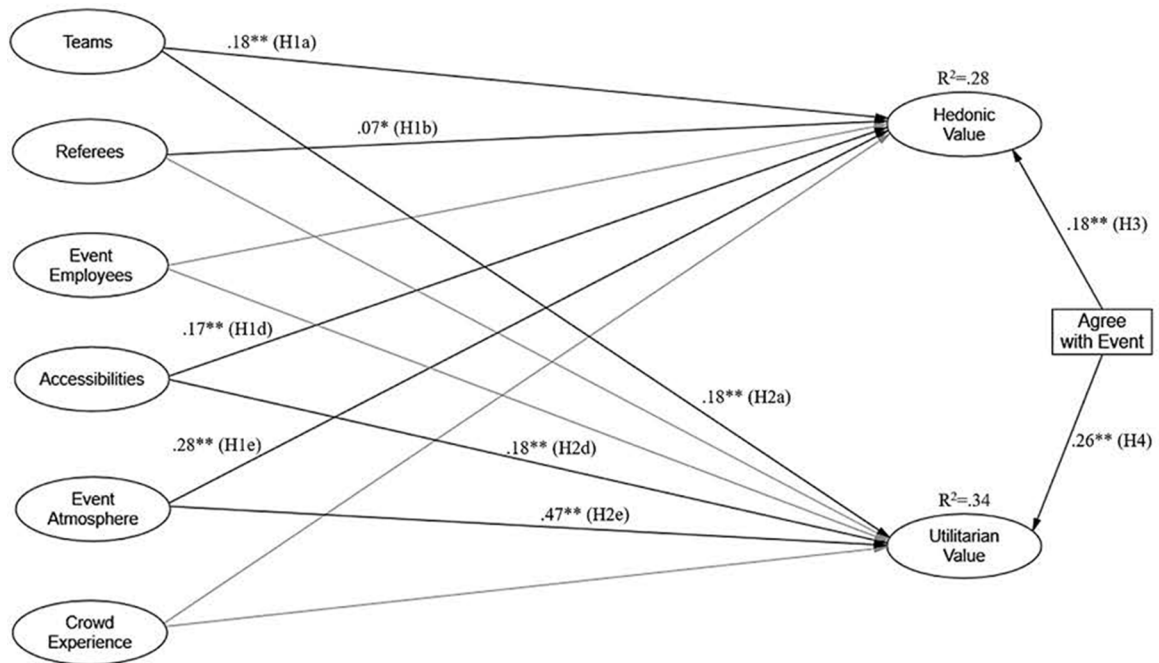 Teams
.18** (H1a)
R²=.28
Hedonic
Value
Referees
.07* (H1b)
Event
Employees
.18** (H3)
.17** (H1d)
Agree
with Event
Accessibilities
.18** (H2a)
.28** (H1e)
.18** (H2d)
.26** (H4)
Event
Atmosphere
.47** (H2e)
R²=.34
Utilitarian
Value
Crowd
Experience